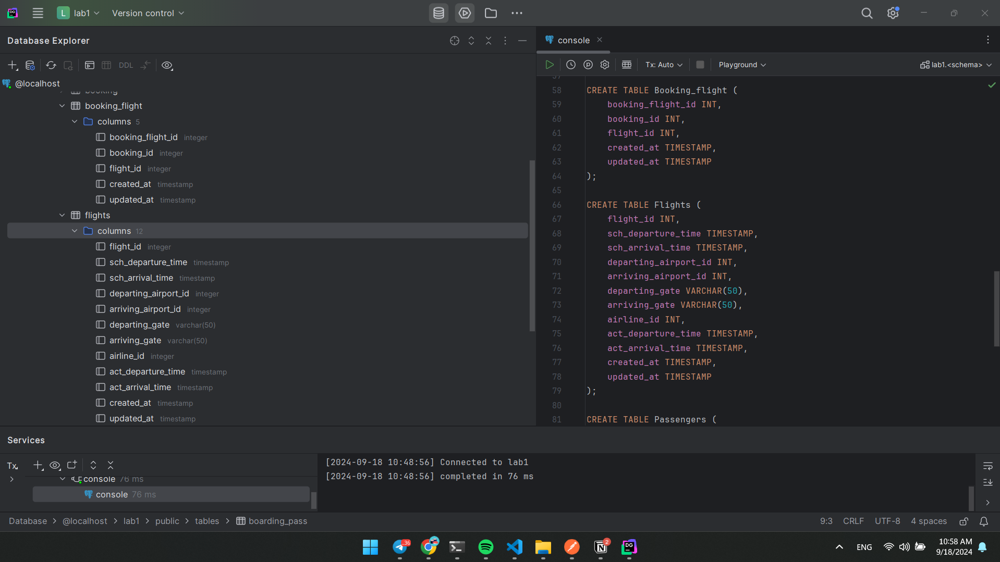 L lab1 Version control
Database Explorer
DDL
@localhost
booking
booking_flight
columns 5
booking_flight_id integer
booking_id integer
flight_id integer
created_at timestamp
updated_at timestamp
flights
columns 12
flight_id integer
sch_departure_time timestamp
sch_arrival_time timestamp
departing_airport_id integer
arriving_airport_id integer
departing_gate varchar(50)
arriving_gate varchar(50)
airline_id integer
act_departure_time timestamp
act_arrival_time timestamp
created_at timestamp
updated_at timestamp
console
Tx: Auto Playground lab1.<schema>
57
58 CREATE TABLE Booking_flight (
59 booking_flight_id INT,
60 booking_id INT,
61 flight_id INT,
62 created_at TIMESTAMP,
63 updated_at TIMESTAMP
64 );
65
66 CREATE TABLE Flights (
67 flight_id INT,
68 sch_departure_time TIMESTAMP,
69 sch_arrival_time TIMESTAMP,
70 departing_airport_id INT,
71 arriving_airport_id INT,
72 departing_gate VARCHAR(50),
73 arriving_gate VARCHAR(50),
74 airline_id INT,
75 act_departure_time TIMESTAMP,
76 act_arrival_time TIMESTAMP,
77 created_at TIMESTAMP,
78 updated_at TIMESTAMP
79 );
80
81 CREATE TABLE Passengers (
Services
Tx
console 76 ms
console 76 ms
[2024-09-18 10:48:56] Connected to lab1
[2024-09-18 10:48:56] completed in 76 ms
Database > @localhost > lab1 > public > tables > boarding_pass
9:3 CRLF UTF-8 4 spaces
..36
2
DG
ENG
10:58 AM
9/18/2024